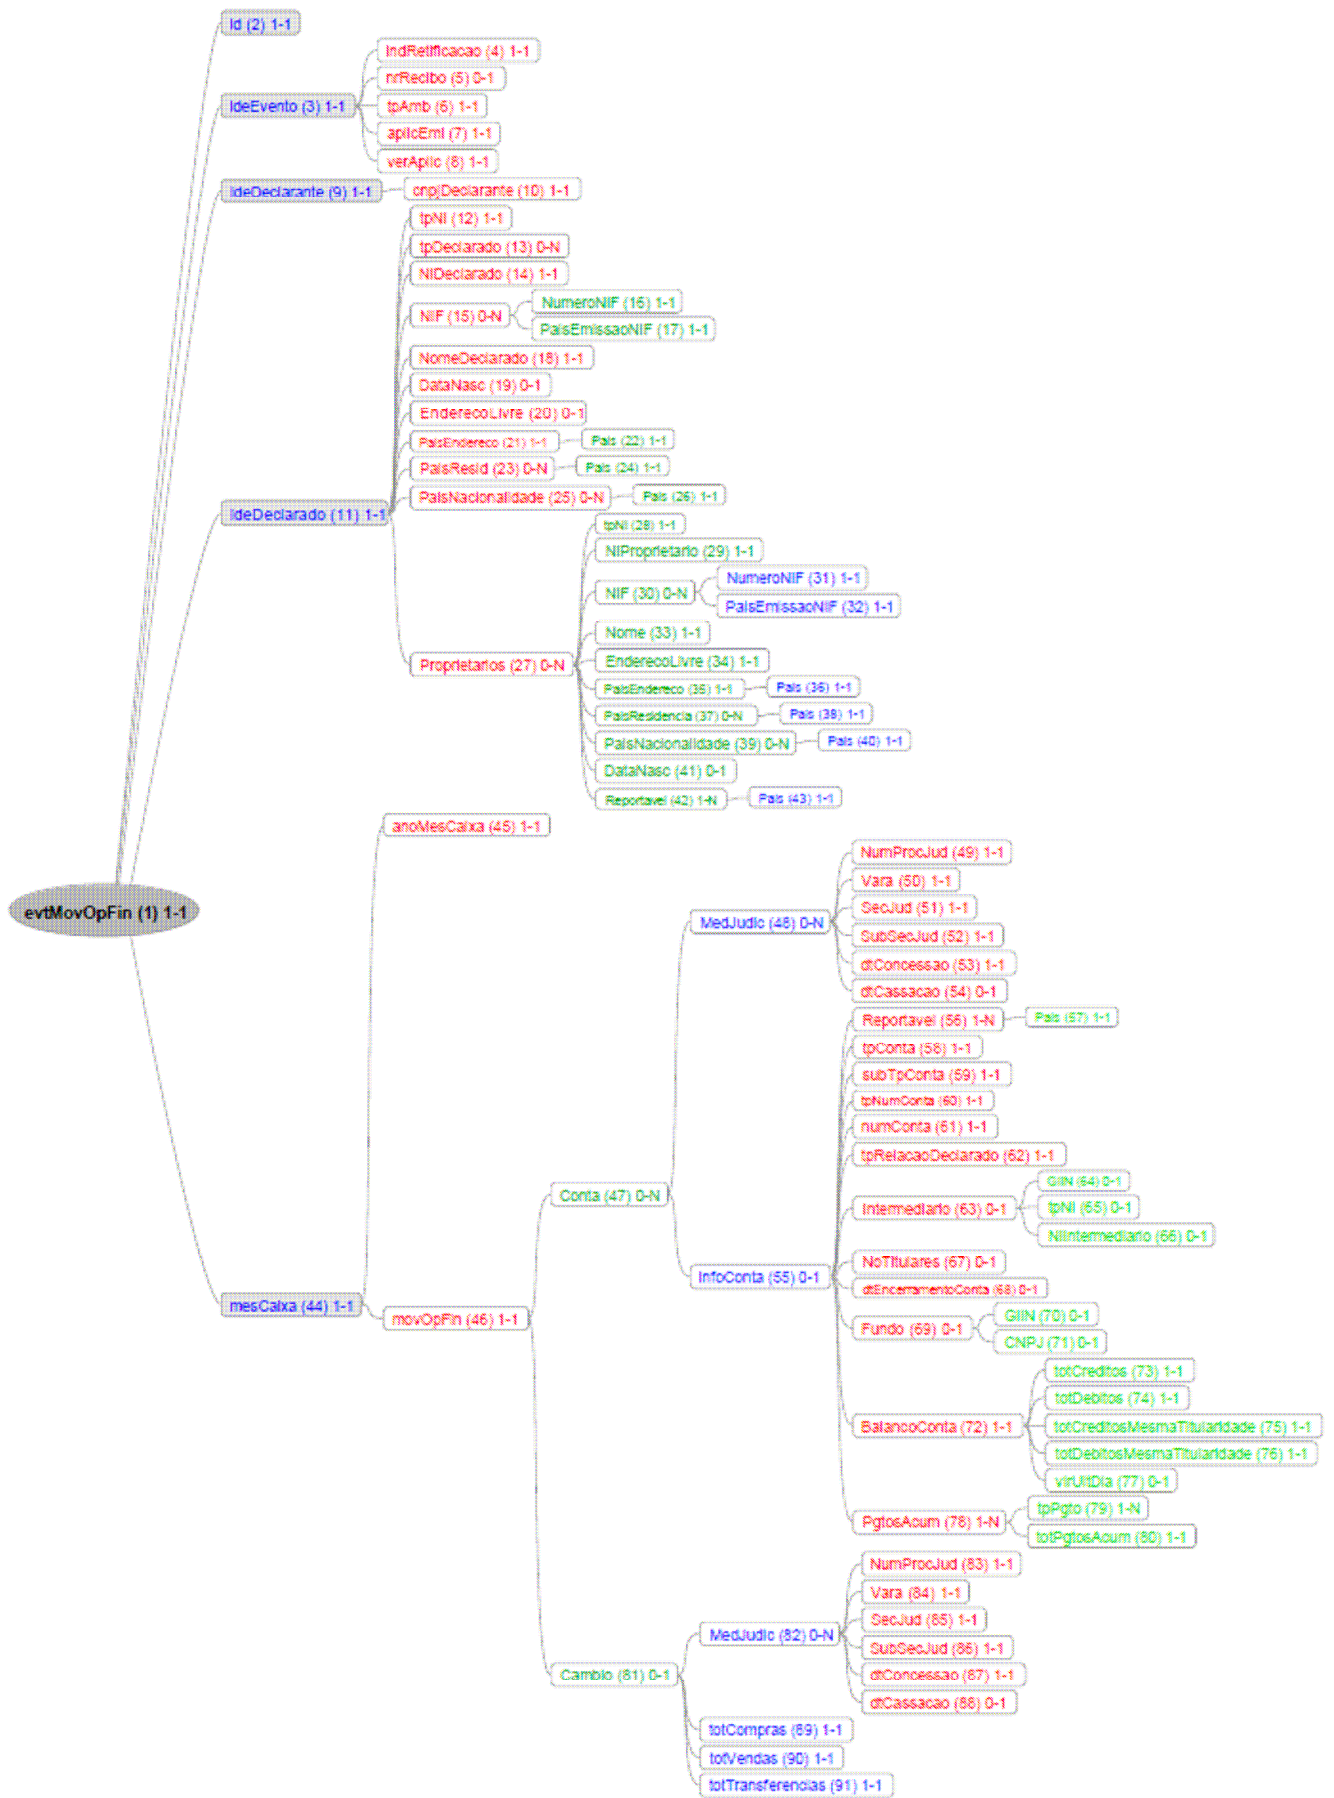 Id (2) 1-1
IdeEvento (3) 1-1
IndRetificacao (4) 1-1
nrRecibo (5) 0-1
tpAmb (6) 1-1
aplicEmi (7) 1-1
verAplic (8) 1-1
IdeDeclarante (9) 1-1
cnpjDeclarante (10) 1-1
IdeDeclarado (11) 1-1
tpNI (12) 1-1
tpDeclarado (13) 0-N
NIDeclarado (14) 1-1
NIF (15) 0-N
NumeroNIF (16) 1-1
PaisEmissaoNIF (17) 1-1
NomeDeclarado (18) 1-1
DataNasc (19) 0-1
EnderecoLivre (20) 0-1
PaisEndereco (21) 1-1
Pais (22) 1-1
PaisResid (23) 0-N
Pais (24) 1-1
PaisNacionalidade (25) 0-N
Pais (26) 1-1
Proprietarios (27) 0-N
tpNI (28) 1-1
NIProprietario (29) 1-1
NIF (30) 0-N
NumeroNIF (31) 1-1
PaisEmissaoNIF (32) 1-1
Nome (33) 1-1
EnderecoLivre (34) 1-1
PaisEndereco (35) 1-1
Pais (36) 1-1
PaisResidencia (37) 0-N
Pais (38) 1-1
PaisNacionalidade (39) 0-N
Pais (40) 1-1
DataNasc (41) 0-1
Reportavel (42) 1-N
Pais (43) 1-1
evtMovOpFin (1) 1-1
mesCaixa (44) 1-1
anoMesCaixa (45) 1-1
movOpFin (46) 1-1
Conta (47) 0-N
MedJudic (48) 0-N
NumProcJud (49) 1-1
Vara (50) 1-1
SecJud (51) 1-1
SubSecJud (52) 1-1
dtConcessao (53) 1-1
dtCassacao (54) 0-1
InfoConta (55) 0-1
Reportavel (56) 1-N
Pais (57) 1-1
tpConta (58) 1-1
subTpConta (59) 1-1
tpNumConta (60) 1-1
numConta (61) 1-1
tpRelacaoDeclarado (62) 1-1
Intermediario (63) 0-1
GIIN (64) 0-1
tpNI (65) 0-1
NIIntermediario (66) 0-1
NoTitulares (67) 0-1
dtEncerramentoConta (68) 0-1
Fundo (69) 0-1
GIIN (70) 0-1
CNPJ (71) 0-1
BalancoConta (72) 1-1
totCreditos (73) 1-1
totDebitos (74) 1-1
totCreditosMesmaTitularidade (75) 1-1
totDebitosMesmaTitularidade (76) 1-1
vlrUltDia (77) 0-1
PgtosAcum (78) 1-N
tpPgto (79) 1-N
totPgtosAcum (80) 1-1
Cambio (81) 0-1
MedJudic (82) 0-N
NumProcJud (83) 1-1
Vara (84) 1-1
SecJud (85) 1-1
SubSecJud (86) 1-1
dtConcessao (87) 1-1
dtCassacao (88) 0-1
totCompras (89) 1-1
totVendas (90) 1-1
totTransferencias (91) 1-1